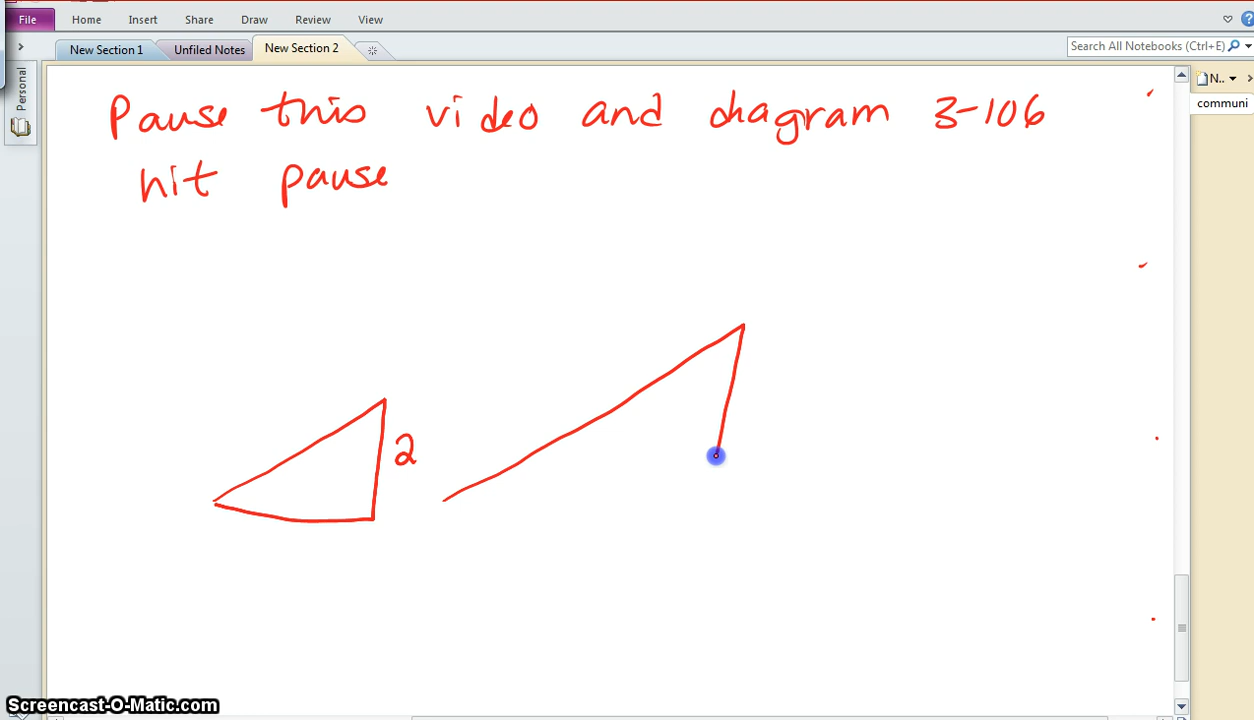 File Home Insert Share Draw Review View
New Section 1 Unfiled Notes New Section 2
Search All Notebooks (Ctrl+E)
Personal
N..
communi
Pause this video and diagram 3-106
hit pause
2
Screencast-O-Matic.com